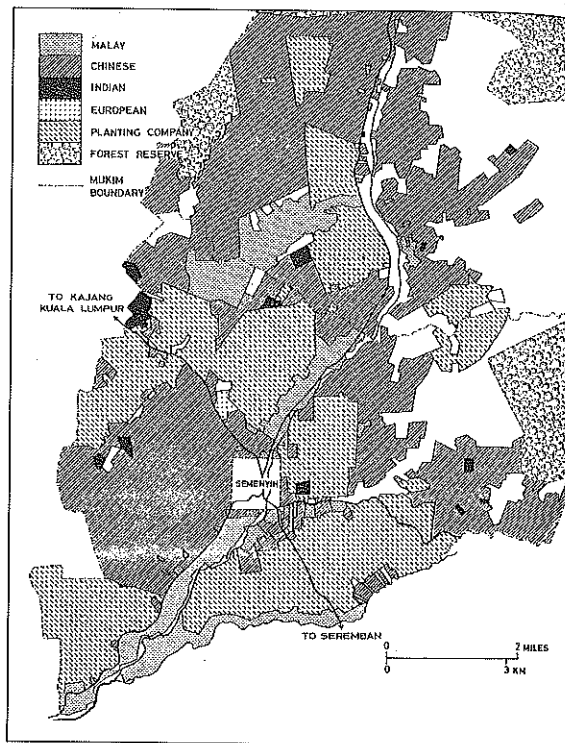 MALAY
CHINESE
INDIAN
EUROPEAN
PLANTING COMPANY
FOREST RESERVE
MUKIM
BOUNDARY
TO KAJANG
KUALA LUMPUR
SEMENYIH
TO SEREMBAN
0 2 MILES
0 3 KM